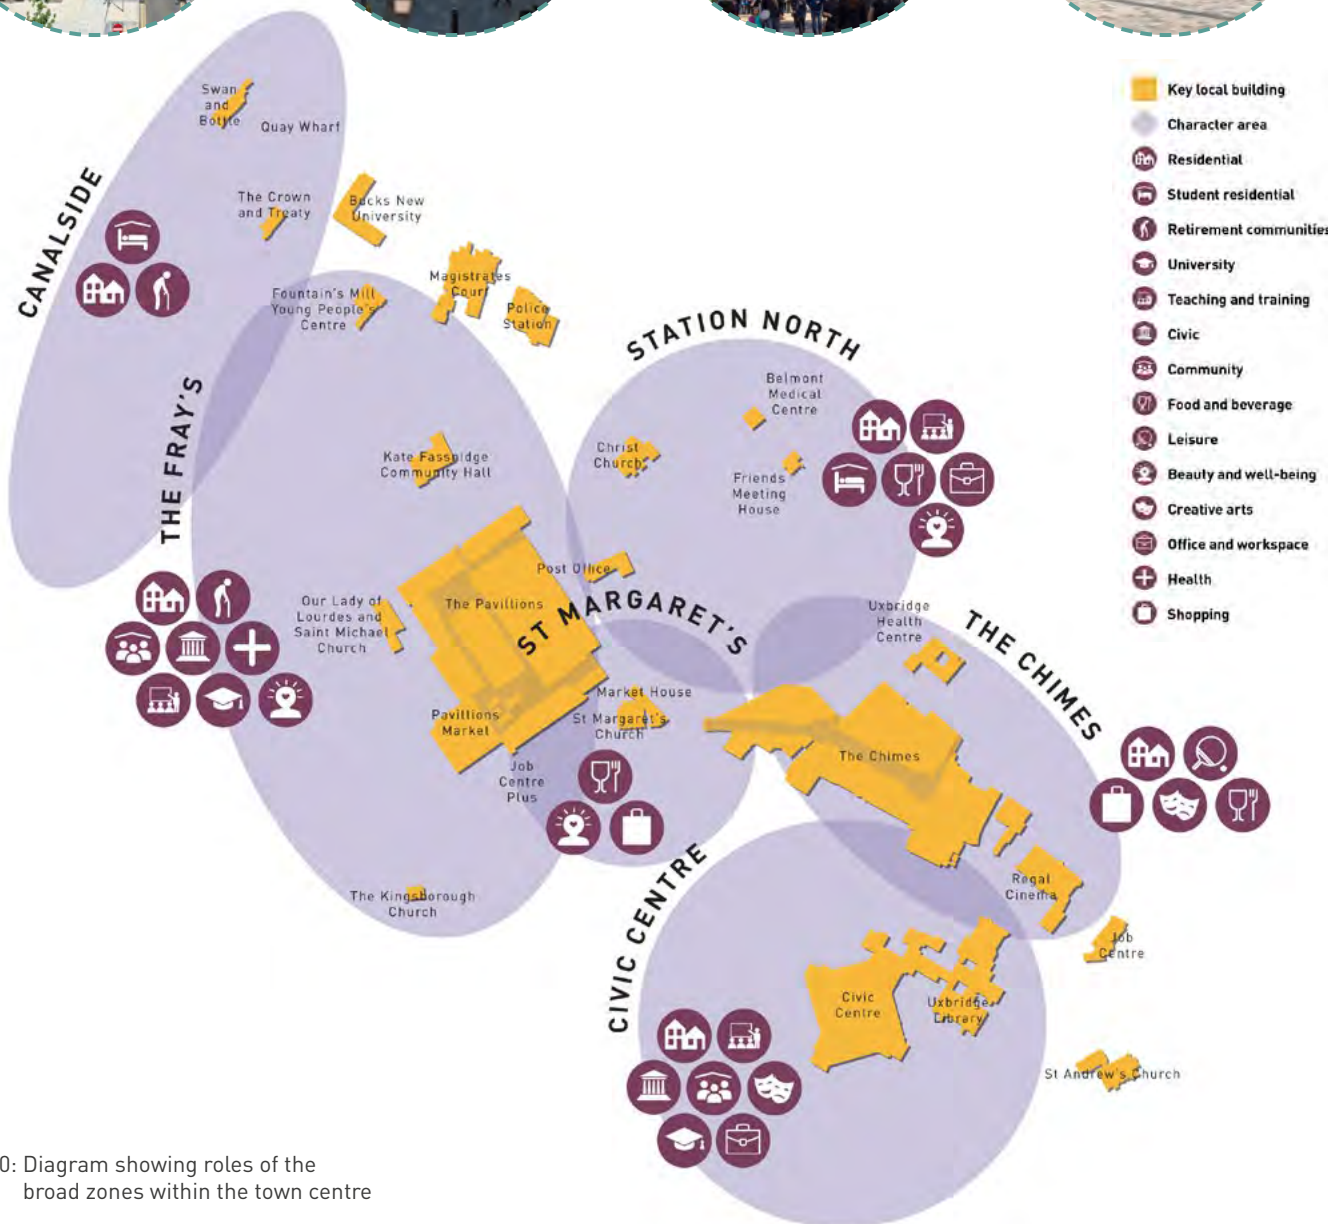 Swan
and
Bottle
Quay Wharf
CANALSIDE
The Crown
and Treaty
Bucks New
University
Magistrates
Court
Police
Station
Fountain's Mill
Young People's
Centre
THE FRAY'S
Kate Fassnidge
Community Hall
STATION NORTH
Belmont
Medical
Centre
Christ
Church
Friends
Meeting
House
Post Office
The Pavillions
Our Lady of
Lourdes and
Saint Michael
Church
ST MARGARET'S
Market House
St Margaret's
Church
Pavillions
Market
Job
Centre
Plus
The Kingsborough
Church
Uxbridge
Health
Centre
THE CHIMES
The Chimes
Regal
Cinema
Job
Centre
CIVIC CENTRE
Civic
Centre
Uxbridge
Library
St Andrew's Church
Key local building
Character area
Residential
Student residential
Retirement communities
University
Teaching and training
Civic
Community
Food and beverage
Leisure
Beauty and well-being
Creative arts
Office and workspace
Health
Shopping
0: Diagram showing roles of the
broad zones within the town centre